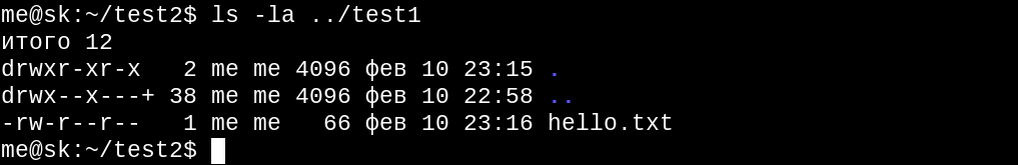 me@sk:~/test2$ ls -la ../test1
итого 12
drwxr-xr-x   2 me me 4096 фев 10 23:15 .
drwx--x---+ 38 me me 4096 фев 10 22:58 ..
-rw-r--r--   1 me me   66 фев 10 23:16 hello.txt
me@sk:~/test2$